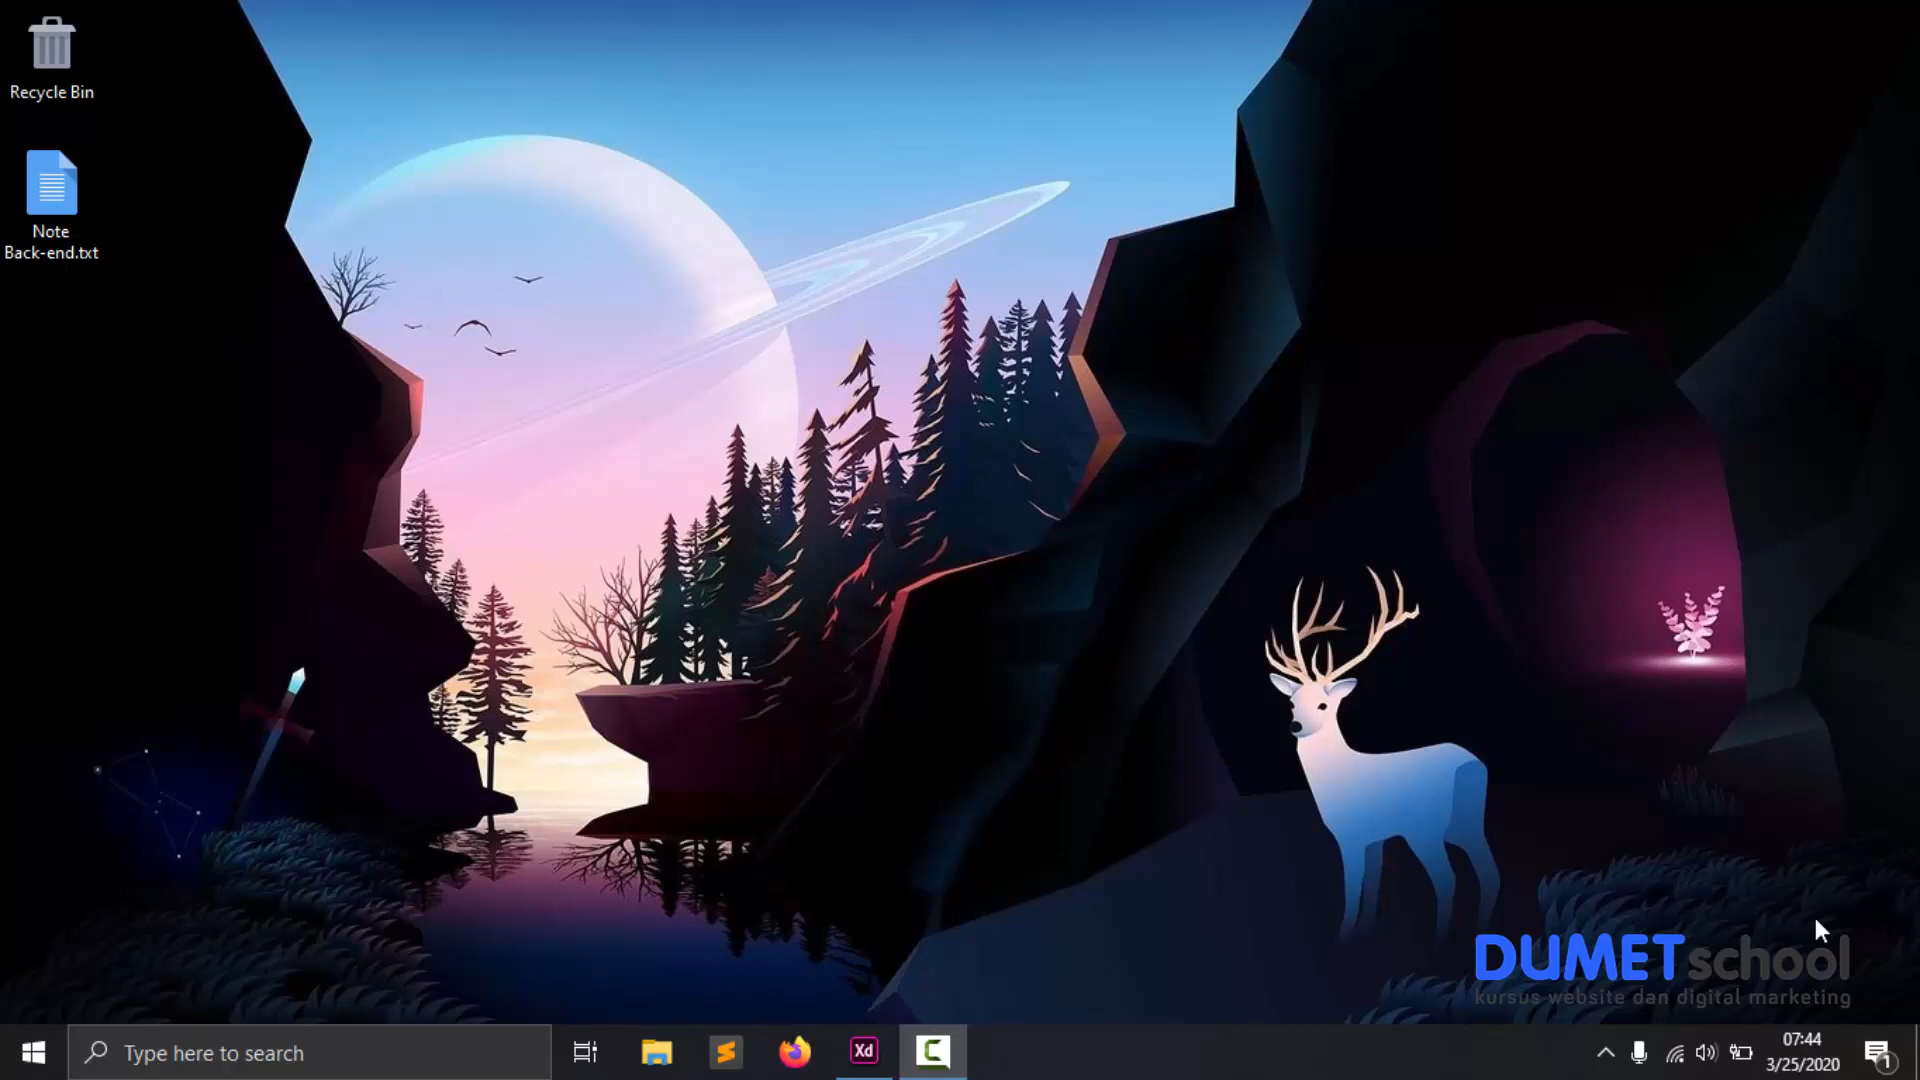 Recycle Bin
Note
Back-end.txt
DUMETschool
kursus website dan digital marketing
Type here to search
Xd
07:44
3/25/2020
1